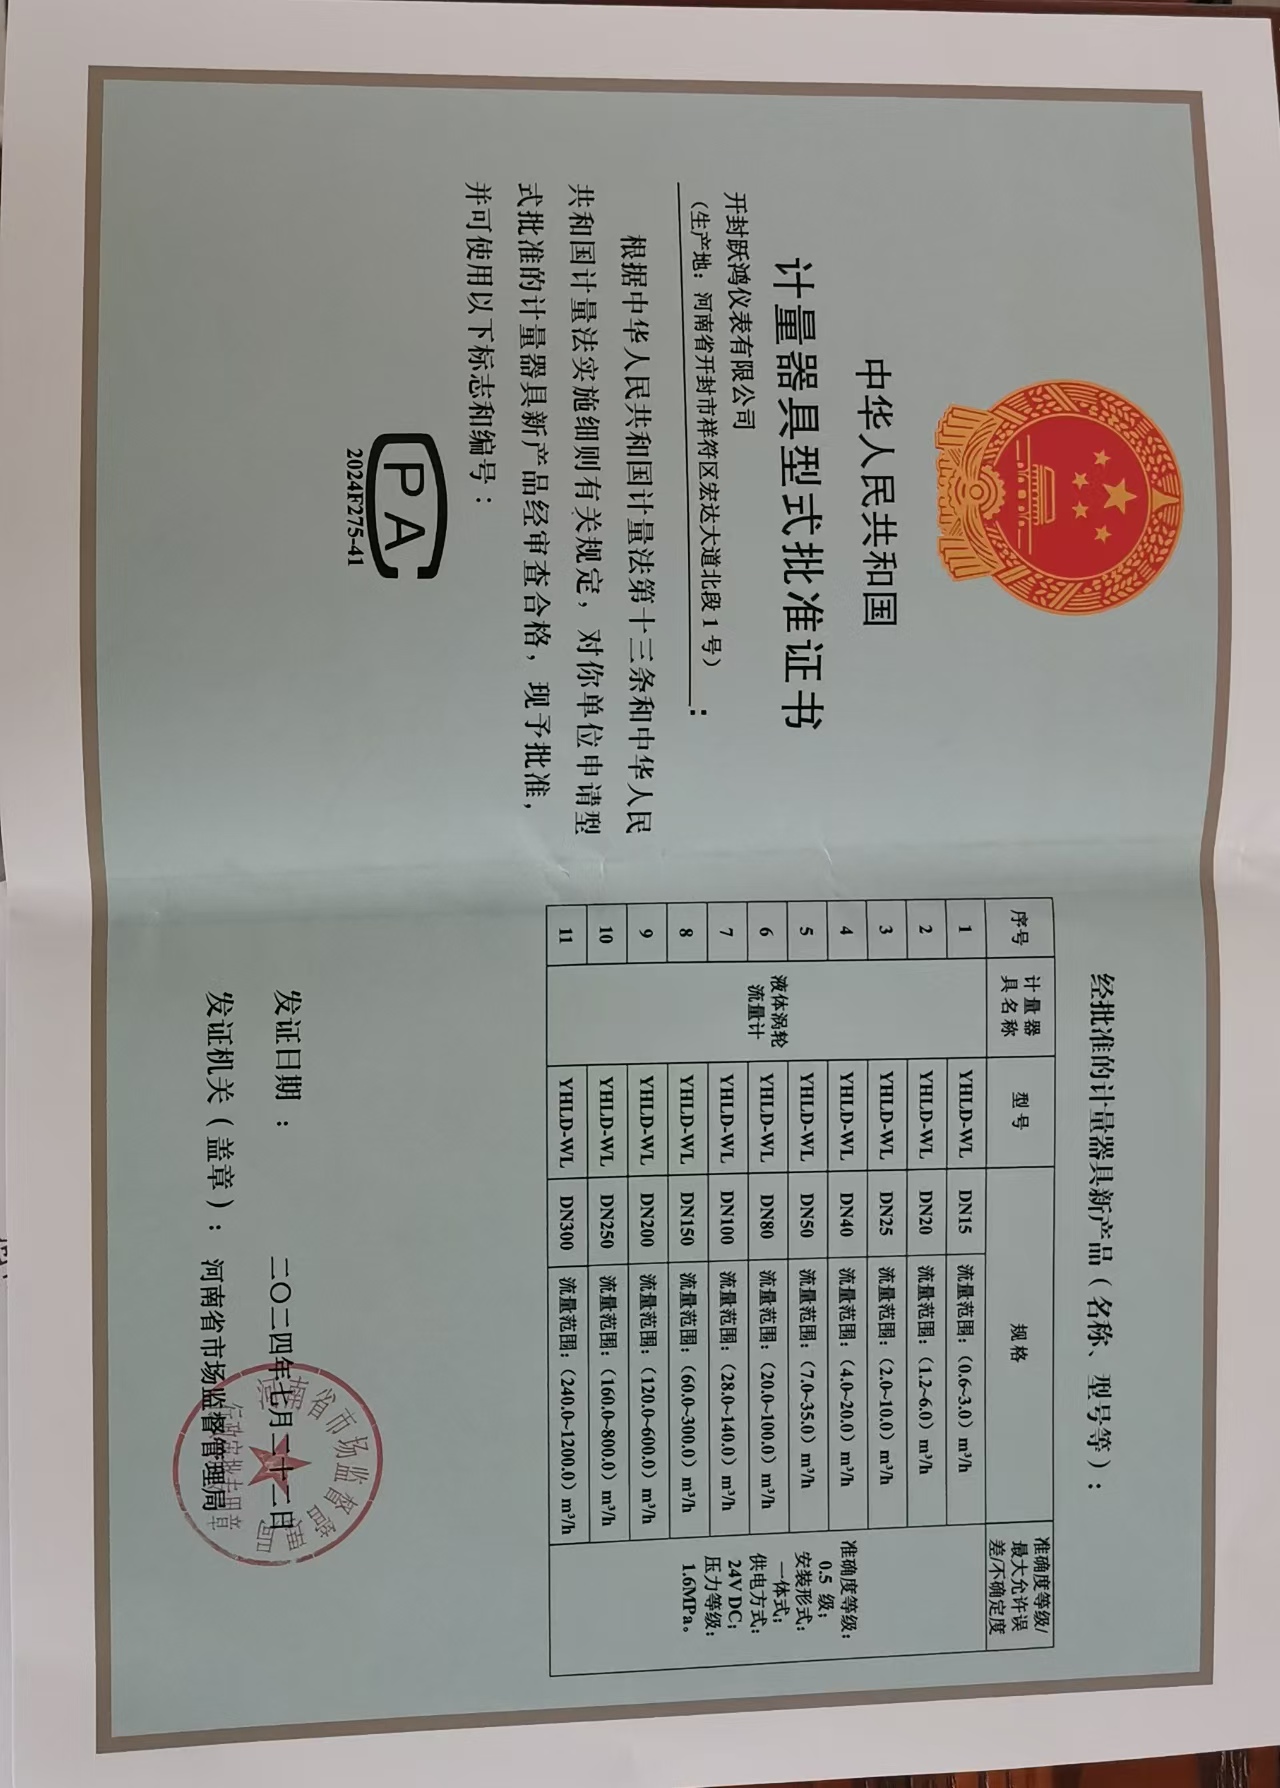 中华人民共和国
计量器具型式批准证书
开封跃鸿仪表有限公司
（生产地：河南省开封市祥符区宏达大道北段1号）：
根据中华人民共和国计量法第十三条和中华人民
共和国计量法实施细则有关规定，对你单位申请型
式批准的计量器具新产品经审查合格，现予批准，
并可使用以下标志和编号：
CPA
2024F275-41
经批准的计量器具新产品（名称、型号等）：
序号 计量器具名称 型号 规格 准确度等级/最大允许误差/不确定度
1 YHLD-WL DN15 流量范围:（0.6~3.0）m³/h
2 YHLD-WL DN20 流量范围:（1.2~6.0）m³/h
3 YHLD-WL DN25 流量范围:（2.0~10.0）m³/h
4 YHLD-WL DN40 流量范围:（4.0~20.0）m³/h
5 YHLD-WL DN50 流量范围:（7.0~35.0）m³/h
6 YHLD-WL DN80 流量范围:（20.0~100.0）m³/h
7 YHLD-WL DN100 流量范围:（28.0~140.0）m³/h
8 YHLD-WL DN150 流量范围:（60.0~300.0）m³/h
9 YHLD-WL DN200 流量范围:（120.0~600.0）m³/h
10 YHLD-WL DN250 流量范围:（160.0~800.0）m³/h
11 YHLD-WL DN300 流量范围:（240.0~1200.0）m³/h
液体涡轮
流量计
准确度等级:
0.5 级;
安装形式:
一体式;
供电方式:
24V DC;
压力等级:
1.6MPa。
发证日期： 二〇二四年七月二十二日
发证机关（盖章）： 河南省市场监督管理局
河南省市场监督管理局
行政审批专用章